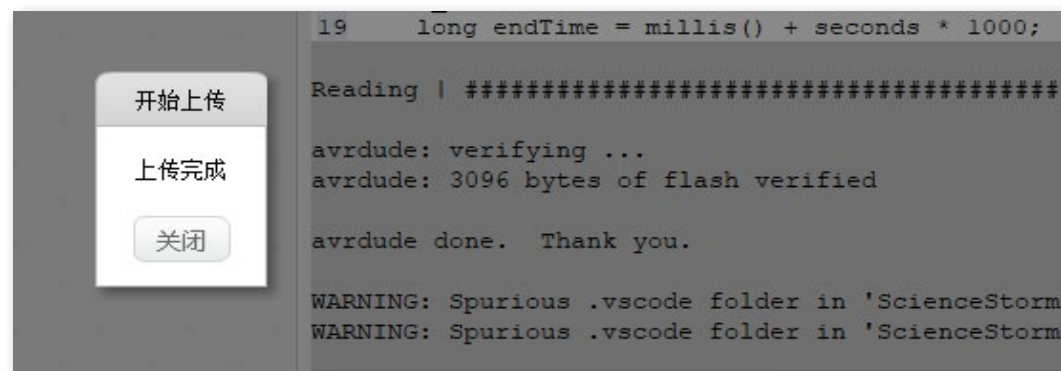 19    long endTime = millis() + seconds * 1000;
开始上传
Reading | #######################################
上传完成
avrdude: verifying ...
avrdude: 3096 bytes of flash verified
关闭
avrdude done.  Thank you.
WARNING: Spurious .vscode folder in 'ScienceStorm
WARNING: Spurious .vscode folder in 'ScienceStorm